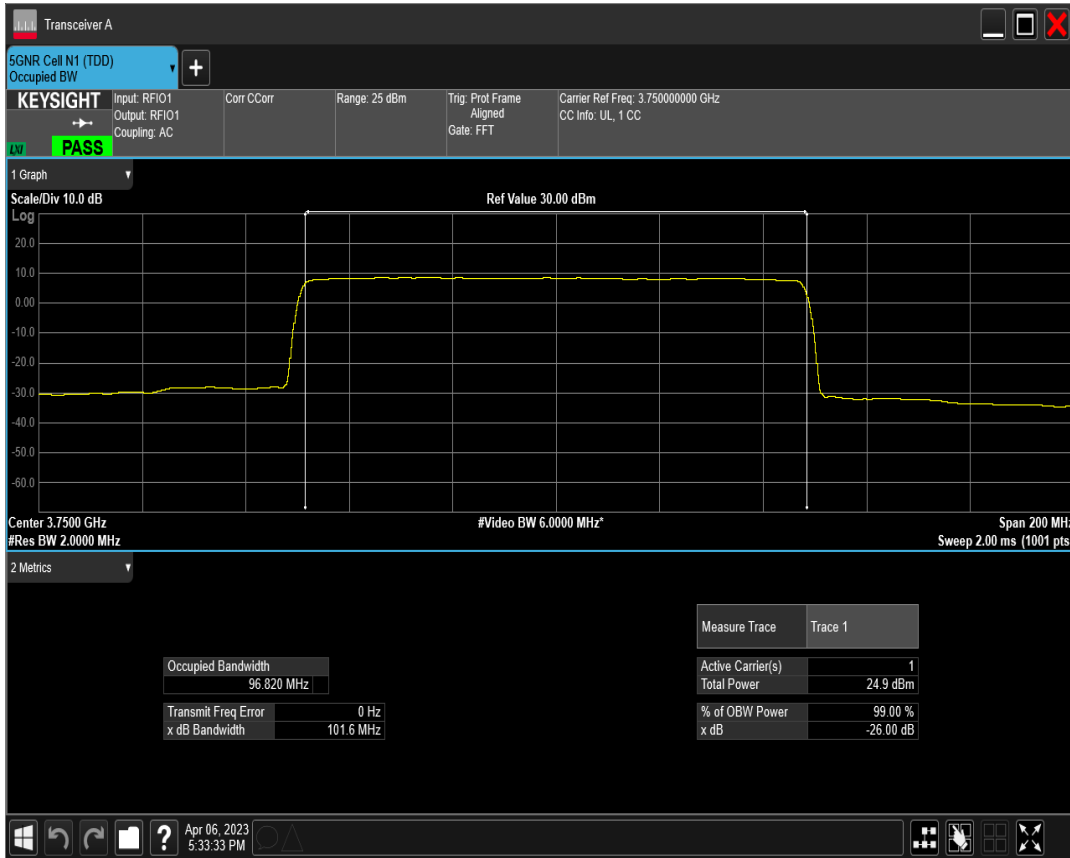 Transceiver A
5GNR Cell N1 (TDD)
Occupied BW
KEYSIGHT
LXI
PASS
Input: RFIO1
Output: RFIO1
Coupling: AC
Corr CCorr
Range: 25 dBm
Trig: Prot Frame
Aligned
Gate: FFT
Carrier Ref Freq: 3.750000000 GHz
CC Info: UL, 1 CC
1 Graph
Scale/Div 10.0 dB
Ref Value 30.00 dBm
Log
20.0
10.0
0.00
-10.0
-20.0
-30.0
-40.0
-50.0
-60.0
Center 3.7500 GHz
#Video BW 6.0000 MHz*
Span 200 MHz
#Res BW 2.0000 MHz
Sweep 2.00 ms (1001 pts
2 Metrics
Measure Trace Trace 1
Occupied Bandwidth
96.820 MHz
Active Carrier(s) 1
Total Power 24.9 dBm
Transmit Freq Error 0 Hz
x dB Bandwidth 101.6 MHz
% of OBW Power 99.00 %
x dB -26.00 dB
?
Apr 06, 2023
5:33:33 PM